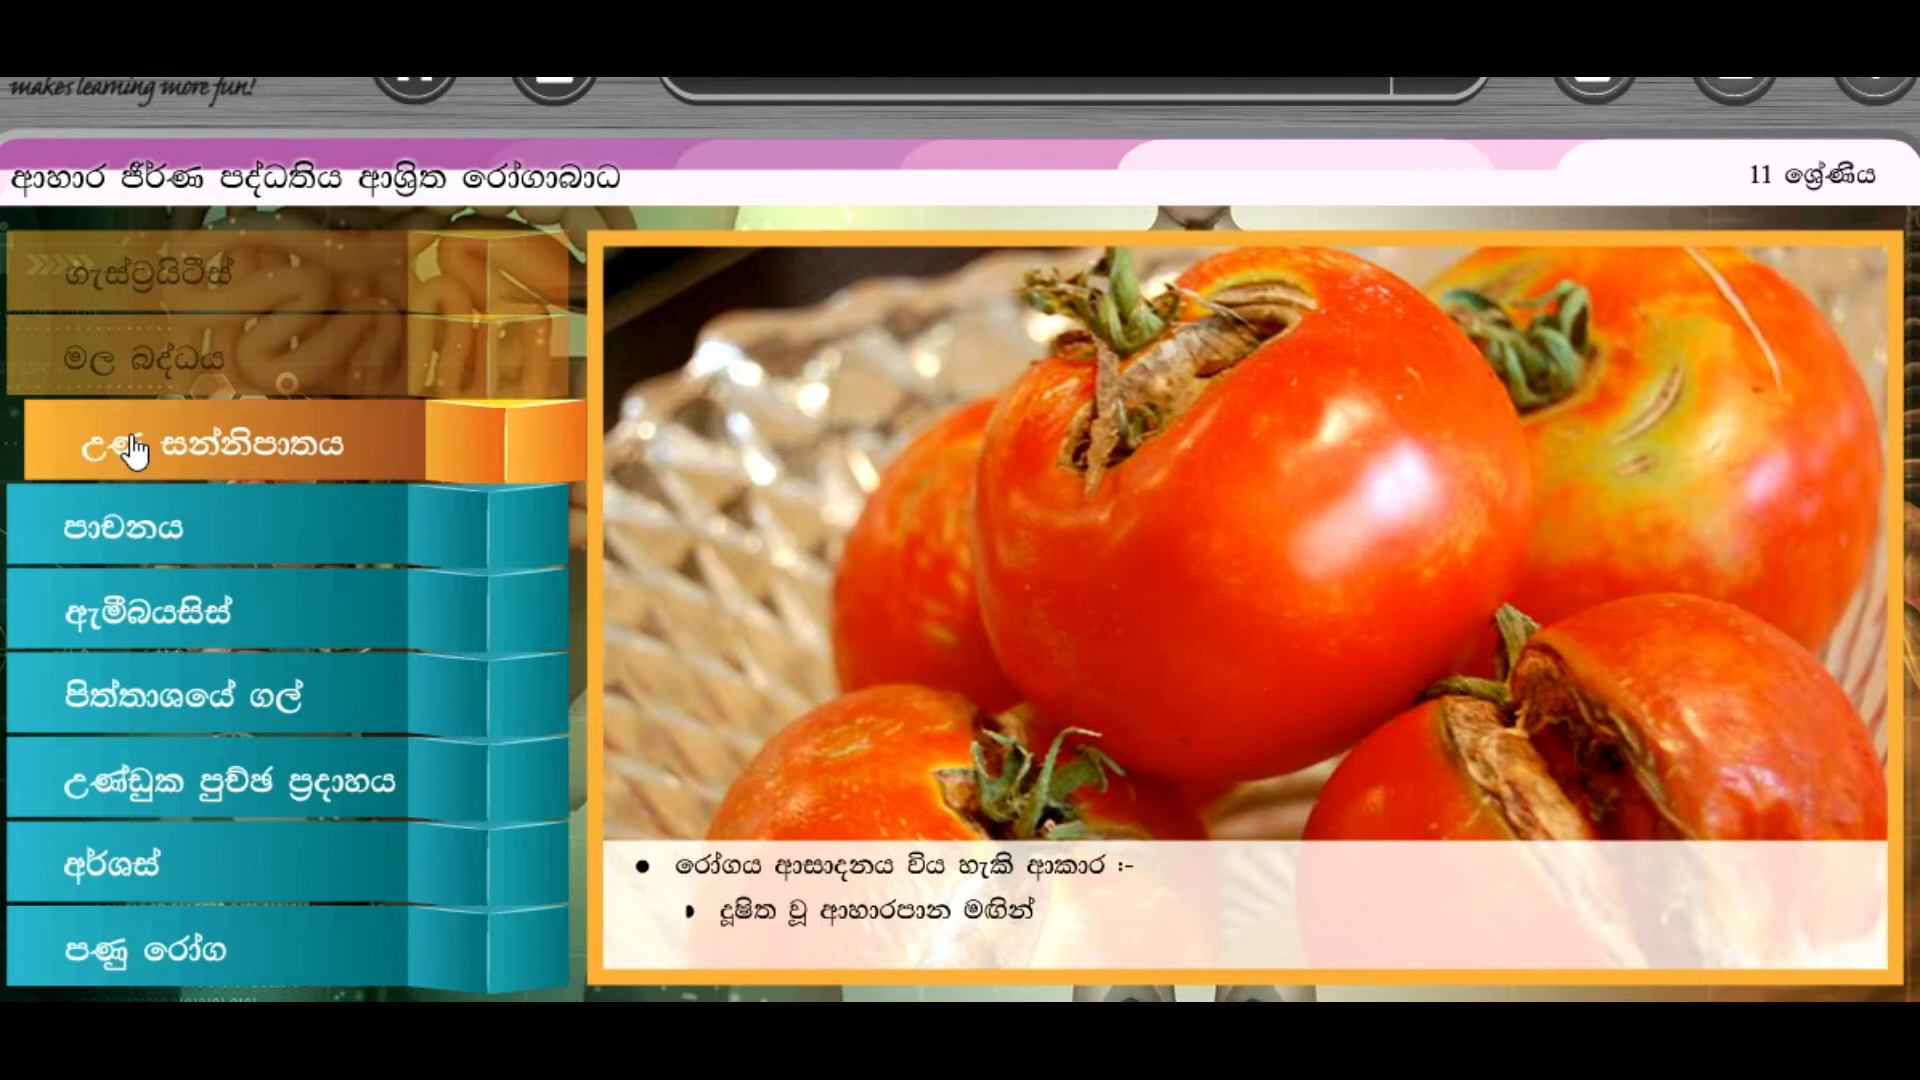 makes learning more fun!
ආහාර ජීර්ණ පද්ධතිය ආශ්‍රිත රෝගාබාධ
11 ශ්‍රේණිය
ගැස්ට්‍රයිටීස්
මල බද්ධය
උණ සන්නිපාතය
පාචනය
ඇමීබයසිස්
පිත්තාශයේ ගල්
උණ්ඩුක පුච්ඡ ප්‍රදාහය
අර්ශස්
පණු රෝග
● රෝගය ආසාදනය විය හැකි ආකාර :-
දූෂිත වූ ආහාරපාන මඟින්